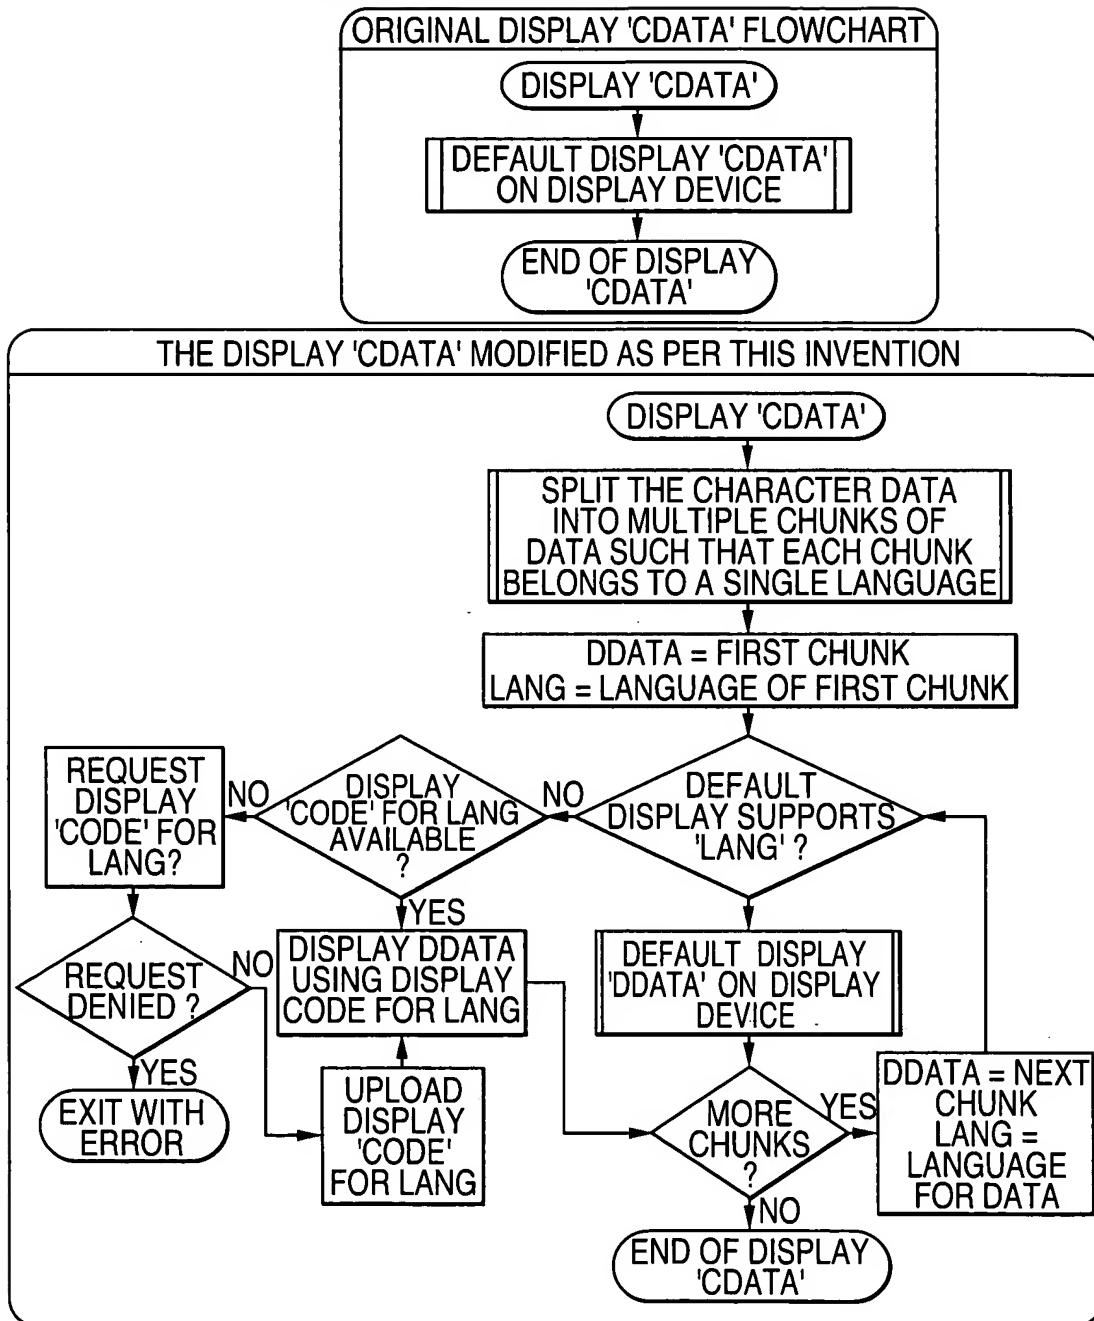 ORIGINAL DISPLAY 'CDATA' FLOWCHART
DISPLAY 'CDATA'
DEFAULT DISPLAY 'CDATA'
ON DISPLAY DEVICE
END OF DISPLAY
'CDATA'
THE DISPLAY 'CDATA' MODIFIED AS PER THIS INVENTION
DISPLAY 'CDATA'
SPLIT THE CHARACTER DATA
INTO MULTIPLE CHUNKS OF
DATA SUCH THAT EACH CHUNK
BELONGS TO A SINGLE LANGUAGE
DDATA = FIRST CHUNK
LANG = LANGUAGE OF FIRST CHUNK
DEFAULT
DISPLAY SUPPORTS
'LANG' ?
NO
DISPLAY
'CODE' FOR LANG
AVAILABLE
?
NO
REQUEST
DISPLAY
'CODE' FOR
LANG?
YES
REQUEST
DENIED ?
NO
YES
EXIT WITH
ERROR
DISPLAY DDATA
USING DISPLAY
CODE FOR LANG
UPLOAD
DISPLAY
'CODE'
FOR LANG
DEFAULT DISPLAY
'DDATA' ON DISPLAY
DEVICE
MORE
CHUNKS
?
YES
DDATA = NEXT
CHUNK
LANG =
LANGUAGE
FOR DATA
NO
END OF DISPLAY
'CDATA'